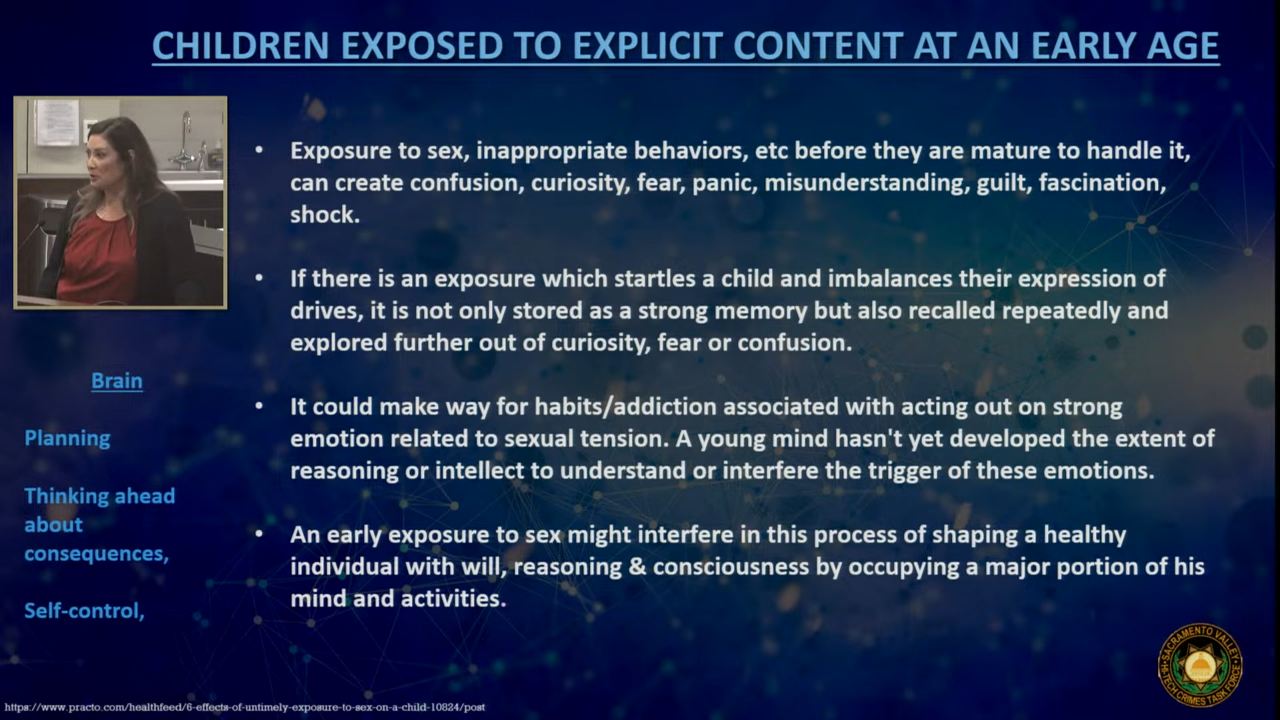 CHILDREN EXPOSED TO EXPLICIT CONTENT AT AN EARLY AGE
• Exposure to sex, inappropriate behaviors, etc before they are mature to handle it,
can create confusion, curiosity, fear, panic, misunderstanding, guilt, fascination,
shock.
• If there is an exposure which startles a child and imbalances their expression of
drives, it is not only stored as a strong memory but also recalled repeatedly and
explored further out of curiosity, fear or confusion.
• It could make way for habits/addiction associated with acting out on strong
emotion related to sexual tension. A young mind hasn't yet developed the extent of
reasoning or intellect to understand or interfere the trigger of these emotions.
• An early exposure to sex might interfere in this process of shaping a healthy
individual with will, reasoning & consciousness by occupying a major portion of his
mind and activities.
Brain
Planning
Thinking ahead
about
consequences,
Self-control,
SACRAMENTO VALLEY
HI-TECH CRIMES TASK FORCE
https://www.practo.com/healthfeed/6-effects-of-untimely-exposure-to-sex-on-a-child-10824/post